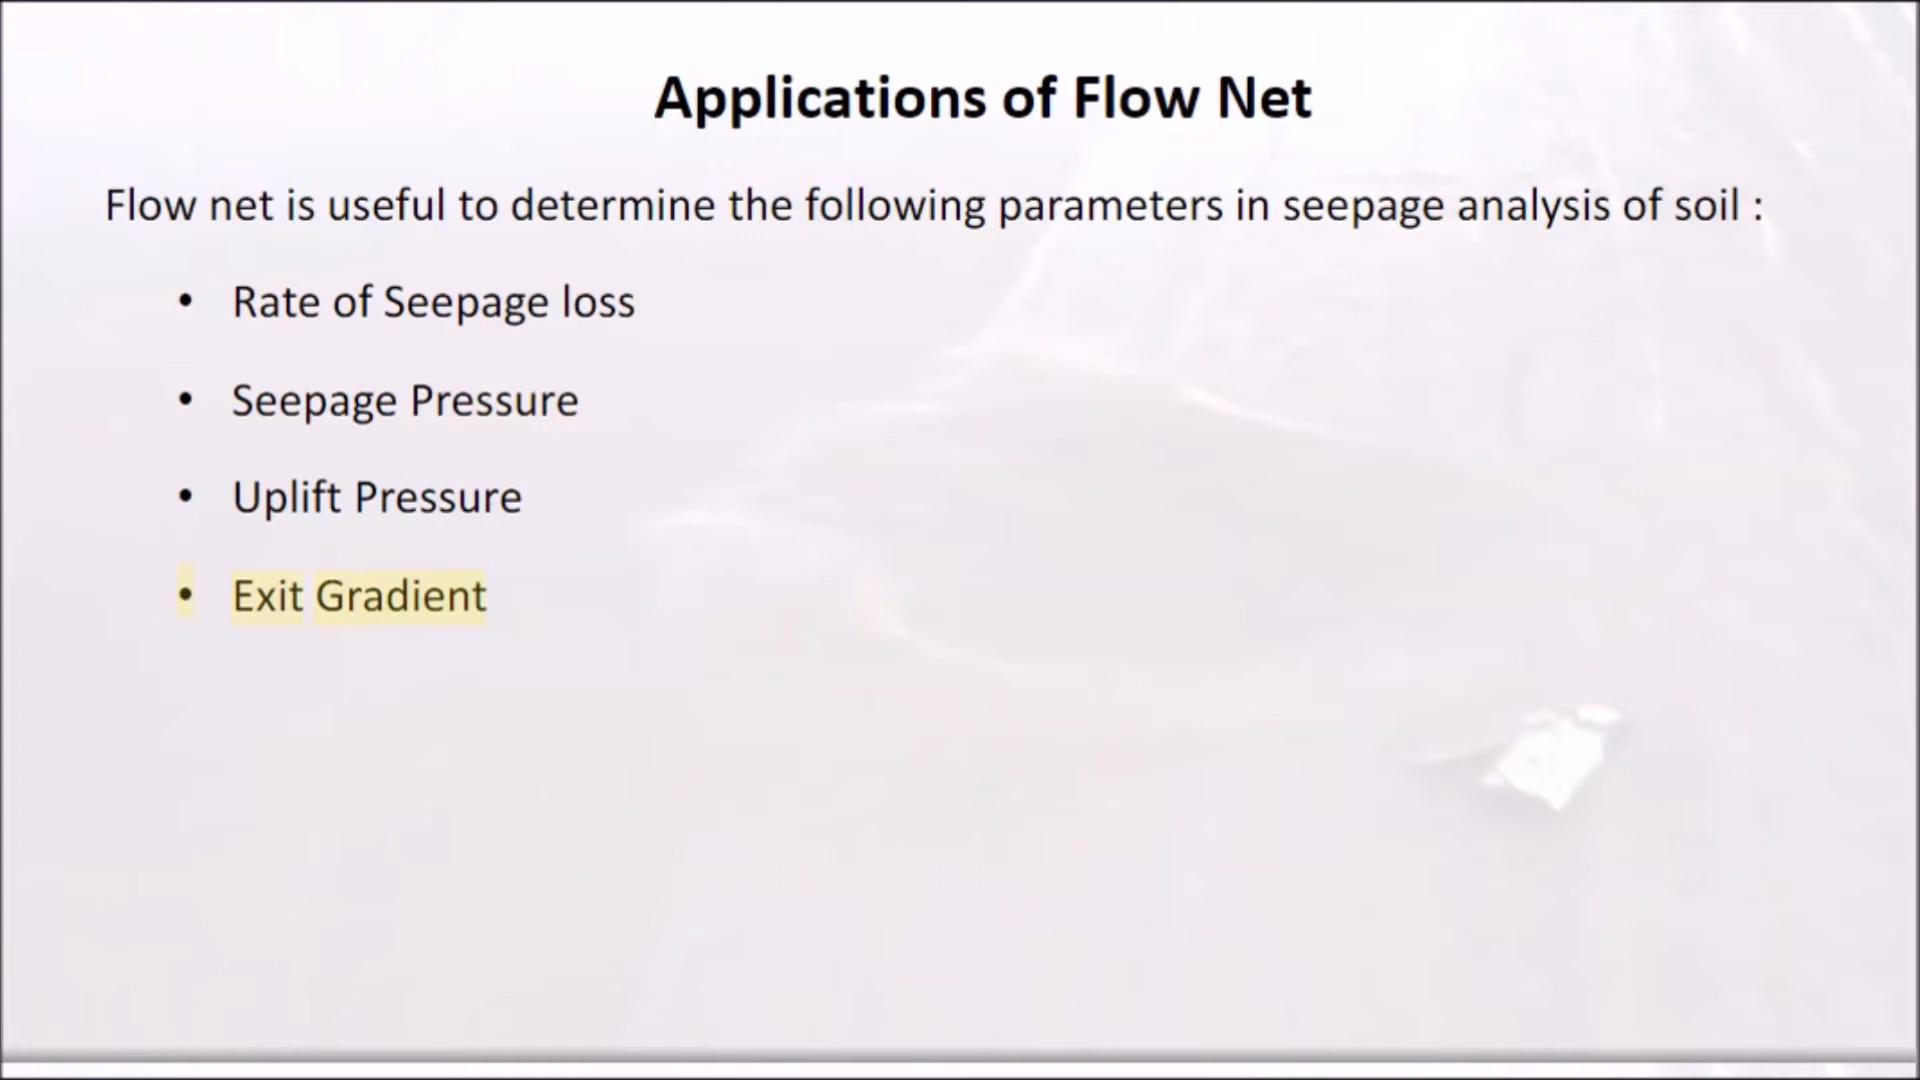 Applications of Flow Net
Flow net is useful to determine the following parameters in seepage analysis of soil :
• Rate of Seepage loss
• Seepage Pressure
• Uplift Pressure
• Exit Gradient